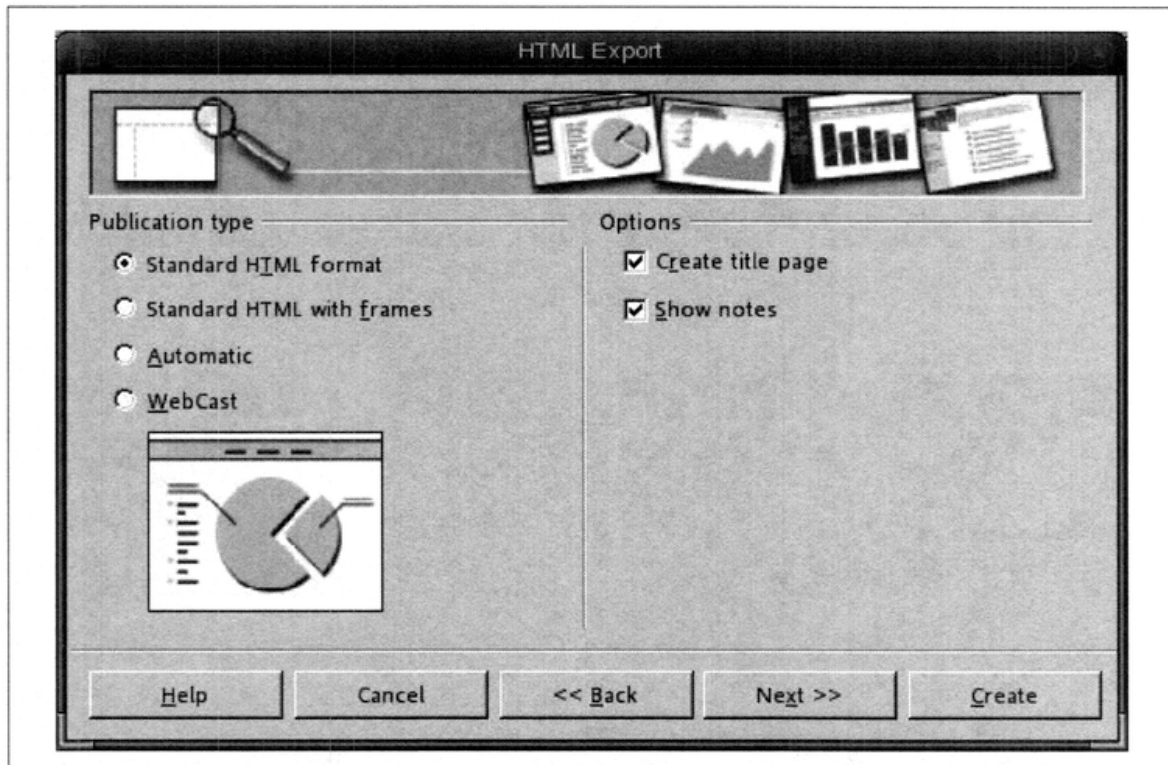 HTML Export
Publication type
Standard HTML format
Standard HTML with frames
Automatic
WebCast
Options
Create title page
Show notes
Help
Cancel
<< Back
Next >>
Create